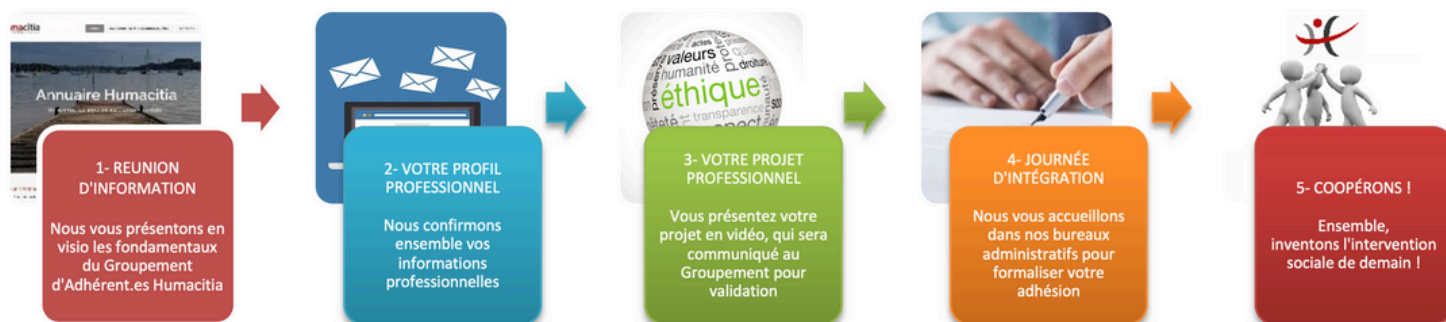 macitia
Annuaire Humacitia
1- REUNION
D'INFORMATION
Nous vous présentons en
visio les fondamentaux
du Groupement
d'Adhérent.es Humacitia
2- VOTRE PROFIL
PROFESSIONNEL
Nous confirmons
ensemble vos
informations
professionnelles
actes
valeurs
humanité
droiture
éthique
transparence
3- VOTRE PROJET
PROFESSIONNEL
Vous présentez votre
projet en vidéo, qui sera
communiqué au
Groupement pour
validation
4- JOURNÉE
D'INTÉGRATION
Nous vous accueillons
dans nos bureaux
administratifs pour
formaliser votre
adhésion
5- COOPÉRONS !
Ensemble,
inventons l'intervention
sociale de demain !